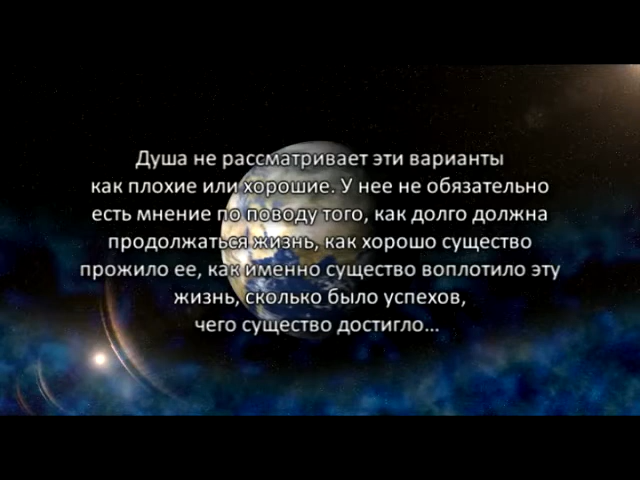 Душа не рассматривает эти варианты
как плохие или хорошие. У нее не обязательно
есть мнение по поводу того, как долго должна
продолжаться жизнь, как хорошо существо
прожило ее, как именно существо воплотило эту
жизнь, сколько было успехов,
чего существо достигло...